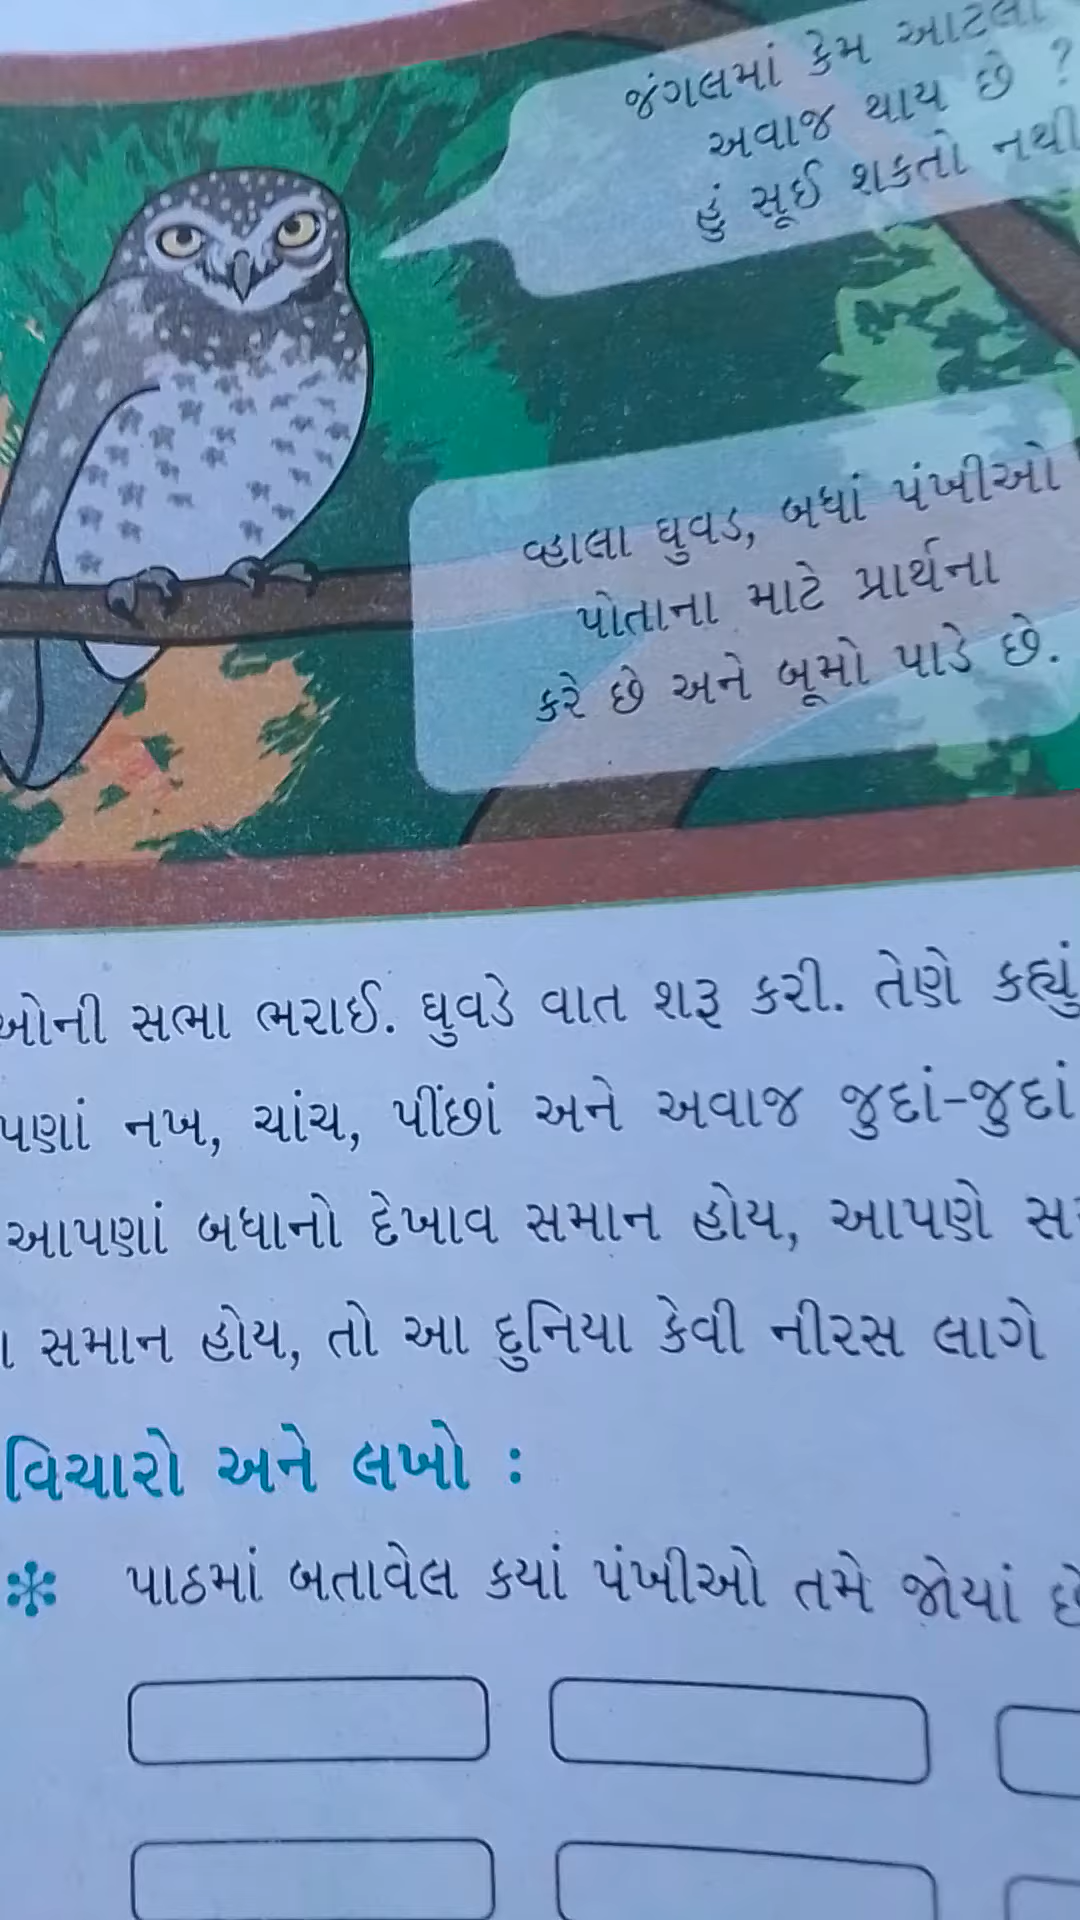 જંગલમાં કેમ આટલો
અવાજ થાય છે ?
હું સૂઈ શકતો નથી
વ્હાલા ઘુવડ, બધાં પંખીઓ
પોતાના માટે પ્રાર્થના
કરે છે અને બૂમો પાડે છે.
ઓની સભા ભરાઈ. ઘુવડે વાત શરૂ કરી. તેણે કહ્યું
પણાં નખ, ચાંચ, પીંછાં અને અવાજ જુદાં-જુદાં
આપણાં બધાનો દેખાવ સમાન હોય, આપણે
સમાન હોય, તો આ દુનિયા કેવી નીરસ લાગે
વિચારો અને લખો :
પાઠમાં બતાવેલ કયાં પંખીઓ તમે જોયાં છે